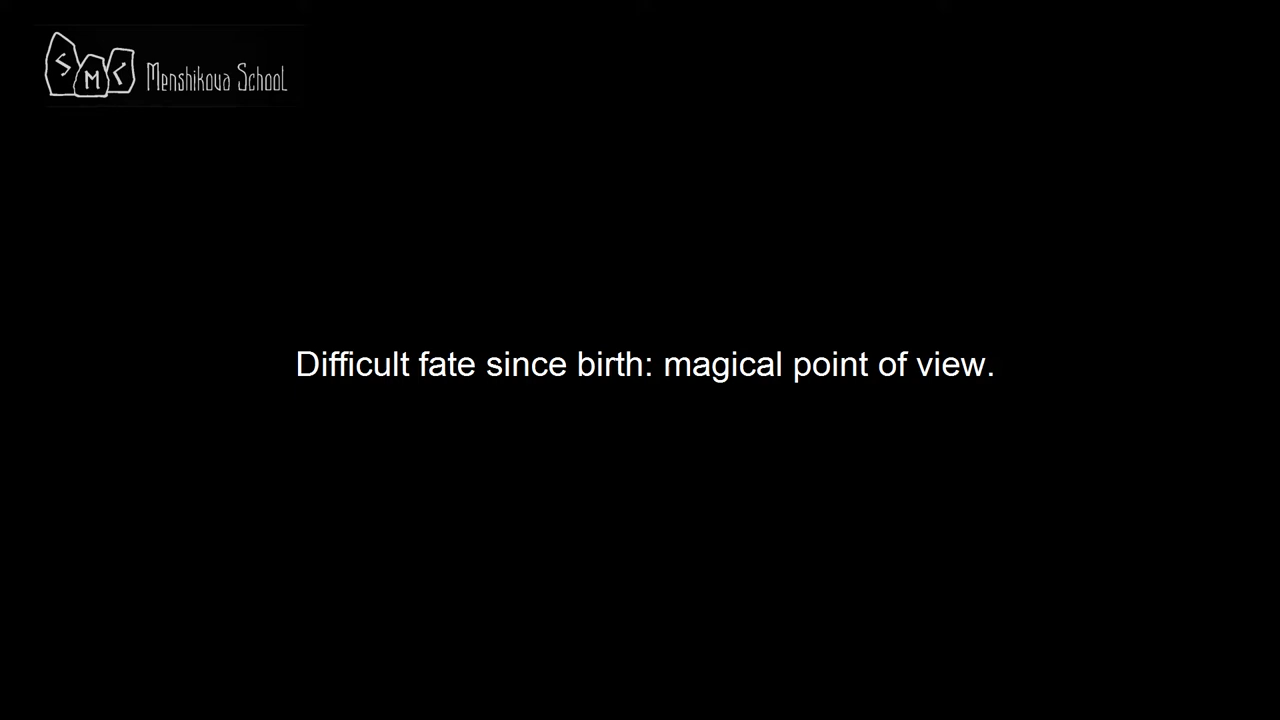 SMC Menshikova School
Difficult fate since birth: magical point of view.